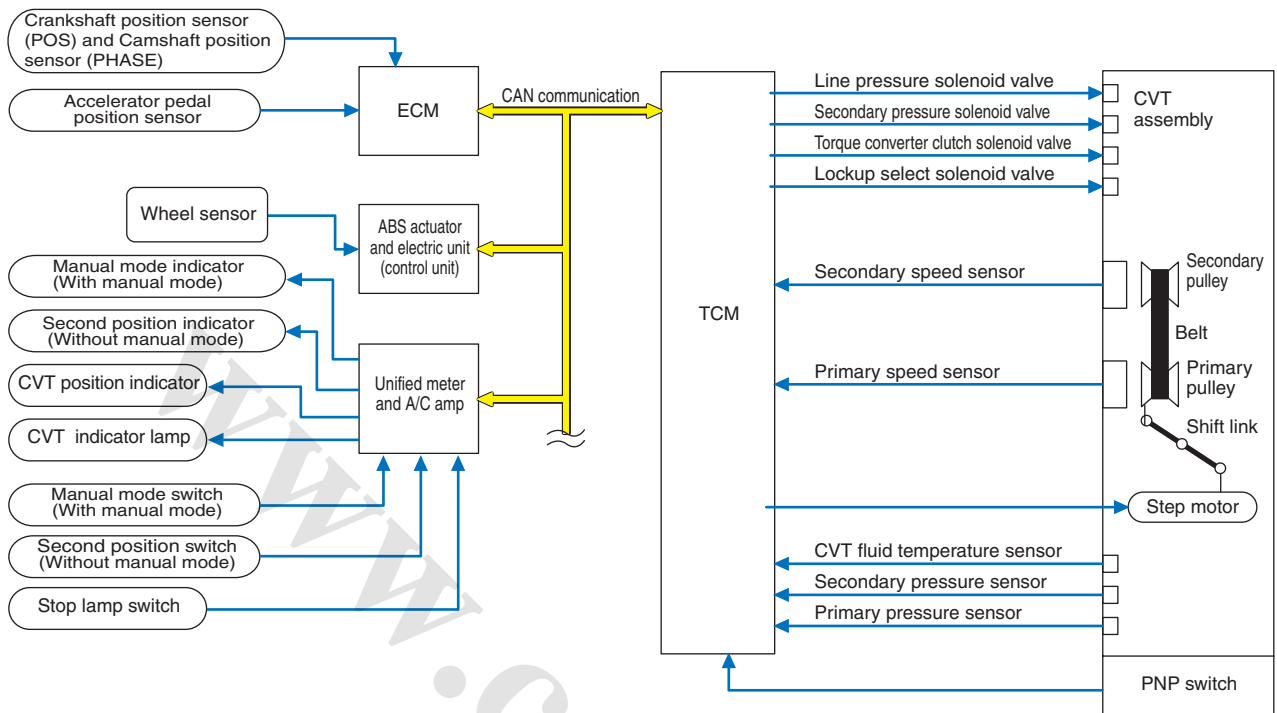 Crankshaft position sensor
(POS) and Camshaft position
sensor (PHASE)
Accelerator pedal
position sensor
ECM
CAN communication
Wheel sensor
ABS actuator
and electric unit
(control unit)
Manual mode indicator
(With manual mode)
Second position indicator
(Without manual mode)
CVT position indicator
CVT indicator lamp
Unified meter
and A/C amp
Manual mode switch
(With manual mode)
Second position switch
(Without manual mode)
Stop lamp switch
TCM
Line pressure solenoid valve
Secondary pressure solenoid valve
Torque converter clutch solenoid valve
Lockup select solenoid valve
Secondary speed sensor
Primary speed sensor
CVT fluid temperature sensor
Secondary pressure sensor
Primary pressure sensor
CVT
assembly
Secondary
pulley
Belt
Primary
pulley
Shift link
Step motor
PNP switch
www.c